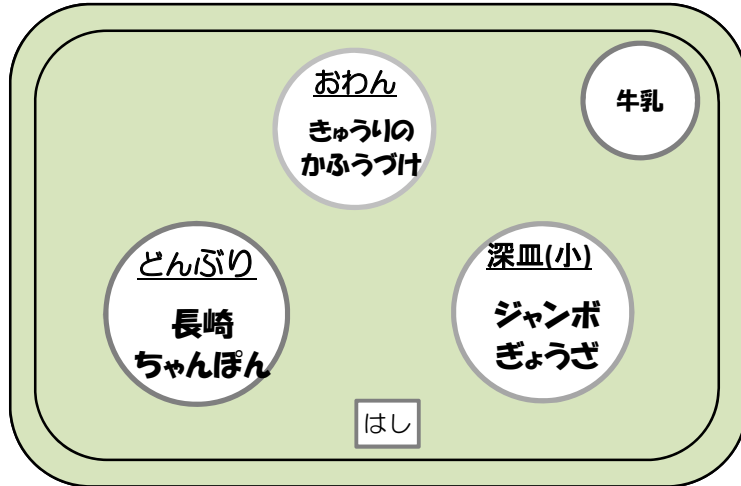 おわん
きゅうりの
かふうづけ
牛乳
どんぶり
長崎
ちゃんぽん
深皿(小)
ジャンボ
ぎょうざ
はし